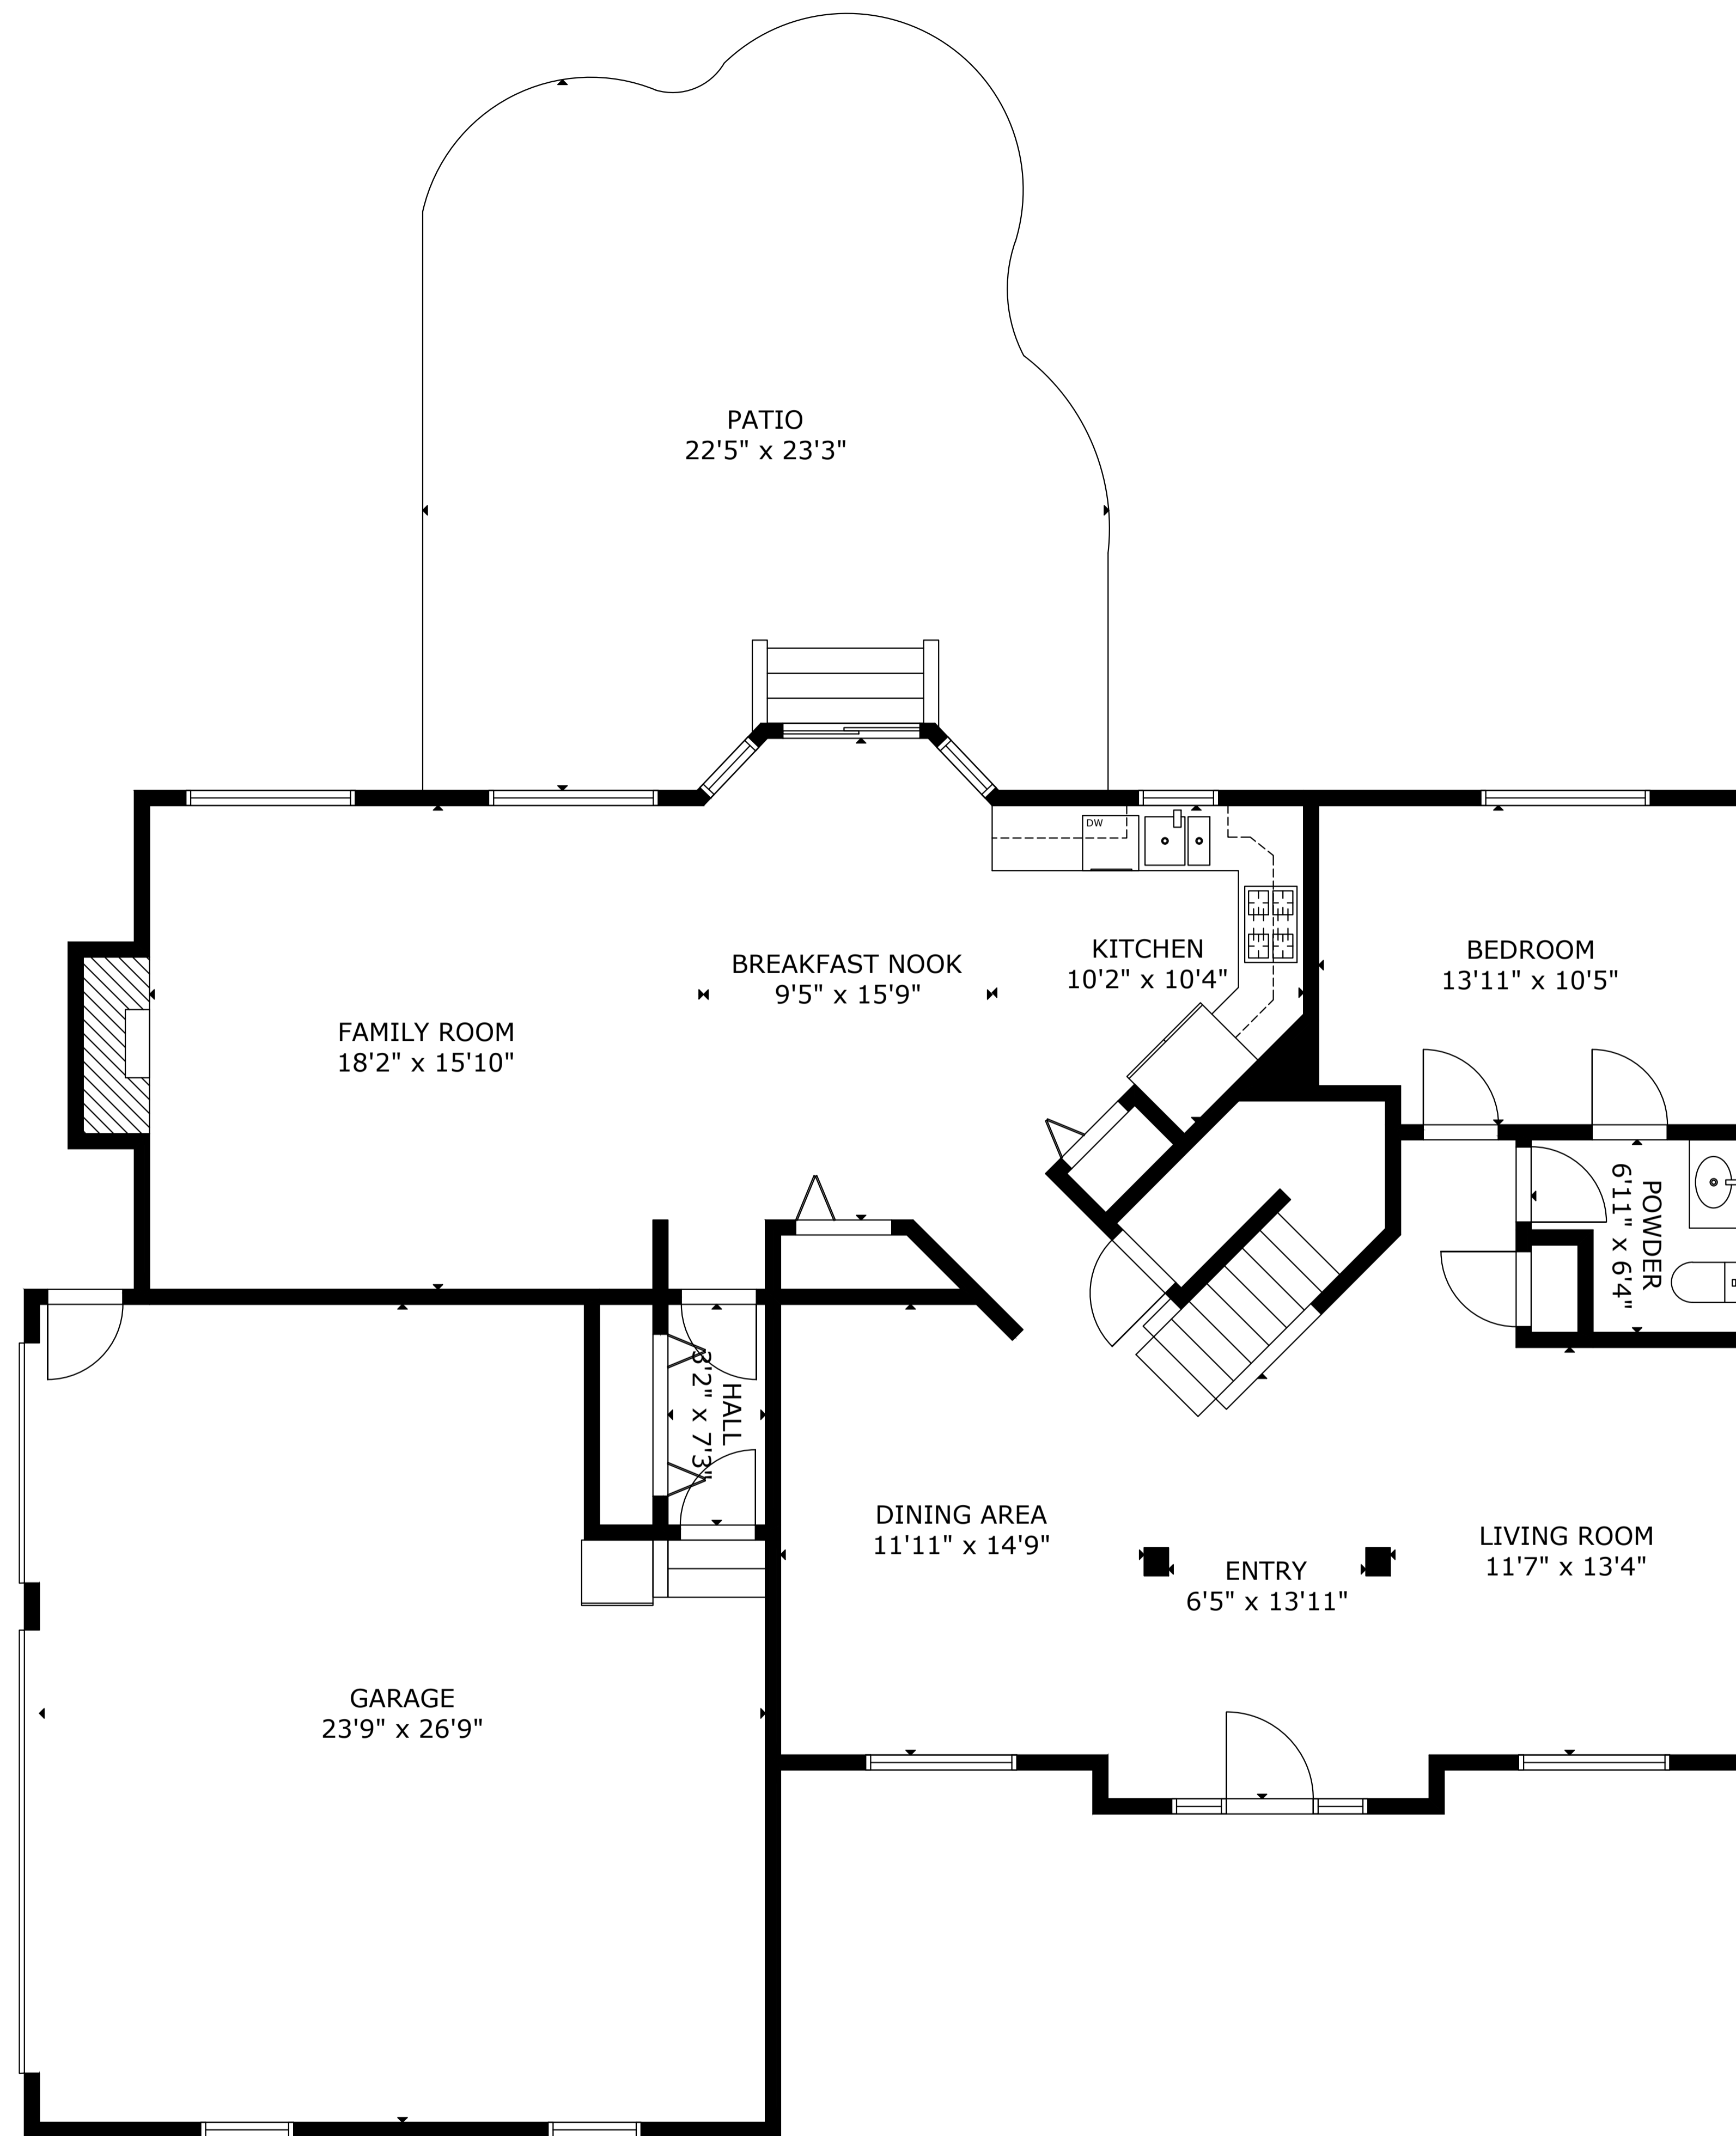 PATIO
22'5" x 23'3"
DW
BREAKFAST NOOK
9'5" x 15'9"
KITCHEN
10'2" x 10'4"
BEDROOM
13'11" x 10'5"
FAMILY ROOM
18'2" x 15'10"
POWDER
6'11" x 6'4"
HALL
3'2" x 7'3"
DINING AREA
11'11" x 14'9"
ENTRY
6'5" x 13'11"
LIVING ROOM
11'7" x 13'4"
GARAGE
23'9" x 26'9"